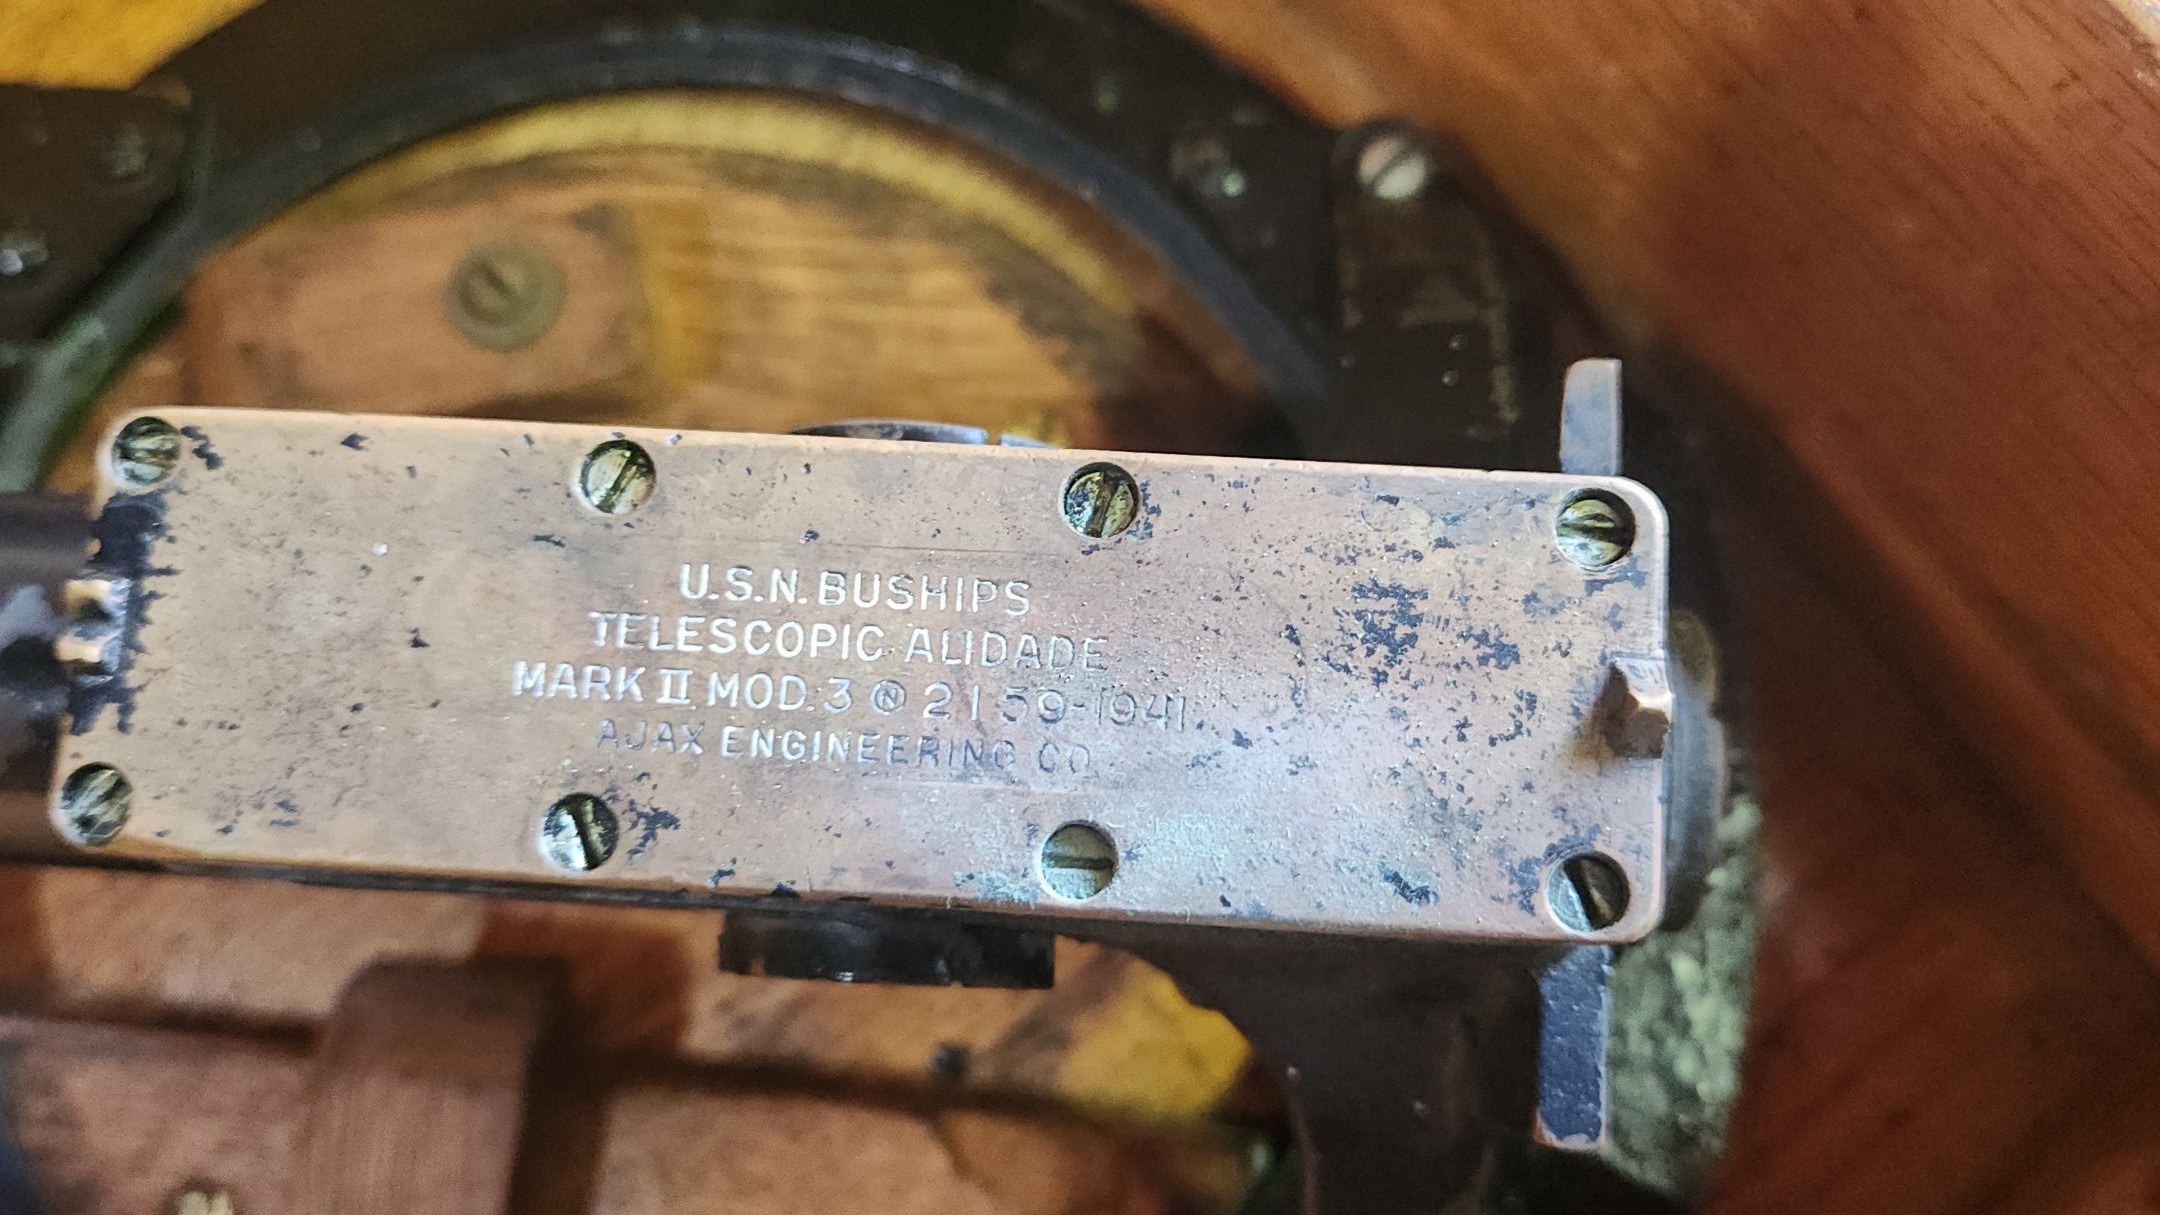 U.S.N. BUSHIPS
TELESCOPIC ALIDADE
MARK II MOD. 3 Ⓝ 2159-1941
AJAX ENGINEERING CO